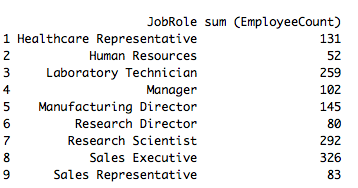 JobRole sum (EmployeeCount)
1 Healthcare Representative 131
2 Human Resources 52
3 Laboratory Technician 259
4 Manager 102
5 Manufacturing Director 145
6 Research Director 80
7 Research Scientist 292
8 Sales Executive 326
9 Sales Representative 83